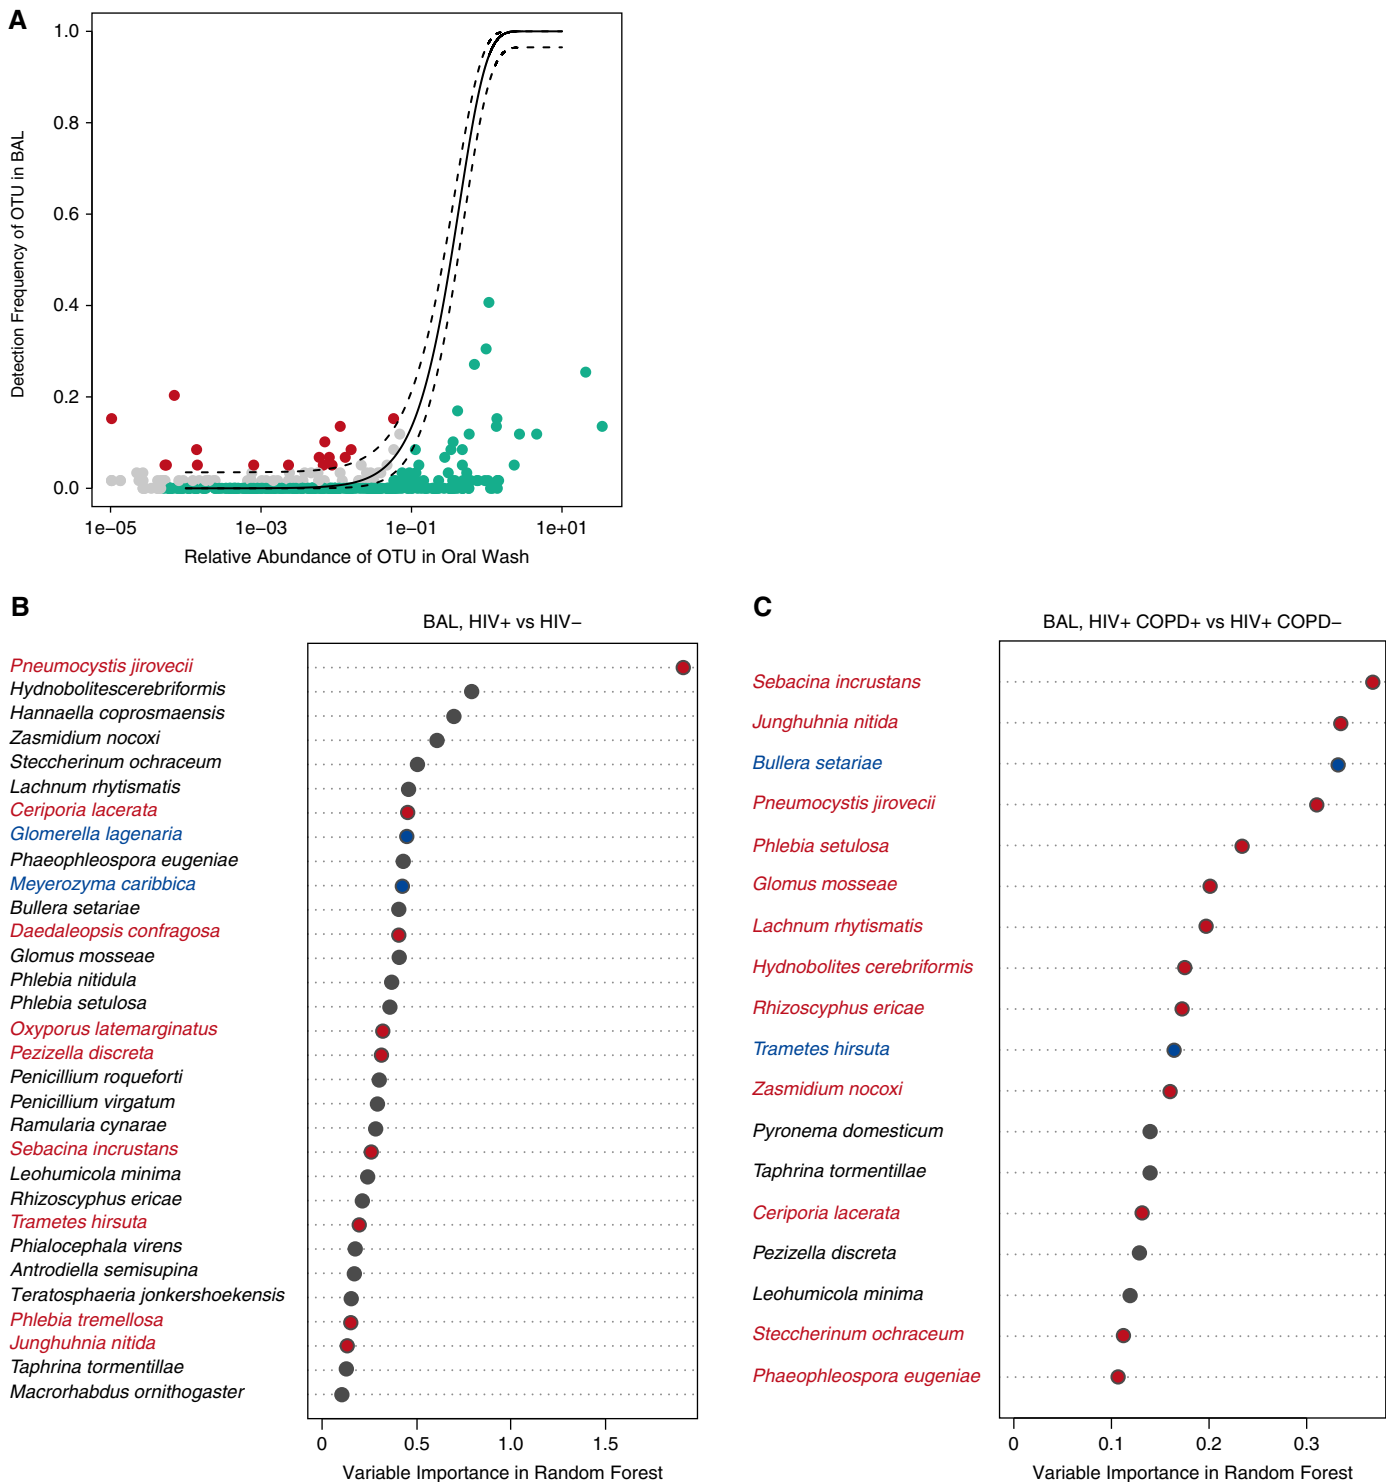 A
Detection Frequency of OTU in BAL
1.0
0.8
0.6
0.4
0.2
0.0
1e−05
1e−03
1e−01
1e+01
Relative Abundance of OTU in Oral Wash
B
BAL, HIV+ vs HIV−
Pneumocystis jirovecii
Hydnobolitescerebriformis
Hannaella coprosmaensis
Zasmidium nocoxi
Steccherinum ochraceum
Lachnum rhytismatis
Ceriporia lacerata
Glomerella lagenaria
Phaeophleospora eugeniae
Meyerozyma caribbica
Bullera setariae
Daedaleopsis confragosa
Glomus mosseae
Phlebia nitidula
Phlebia setulosa
Oxyporus latemarginatus
Pezizella discreta
Penicillium roqueforti
Penicillium virgatum
Ramularia cynarae
Sebacina incrustans
Leohumicola minima
Rhizoscyphus ericae
Trametes hirsuta
Phialocephala virens
Antrodiella semisupina
Teratosphaeria jonkershoekensis
Phlebia tremellosa
Junghuhnia nitida
Taphrina tormentillae
Macrorhabdus ornithogaster
0
0.5
1.0
1.5
Variable Importance in Random Forest
C
BAL, HIV+ COPD+ vs HIV+ COPD−
Sebacina incrustans
Junghuhnia nitida
Bullera setariae
Pneumocystis jirovecii
Phlebia setulosa
Glomus mosseae
Lachnum rhytismatis
Hydnobolites cerebriformis
Rhizoscyphus ericae
Trametes hirsuta
Zasmidium nocoxi
Pyronema domesticum
Taphrina tormentillae
Ceriporia lacerata
Pezizella discreta
Leohumicola minima
Steccherinum ochraceum
Phaeophleospora eugeniae
0
0.1
0.2
0.3
Variable Importance in Random Forest